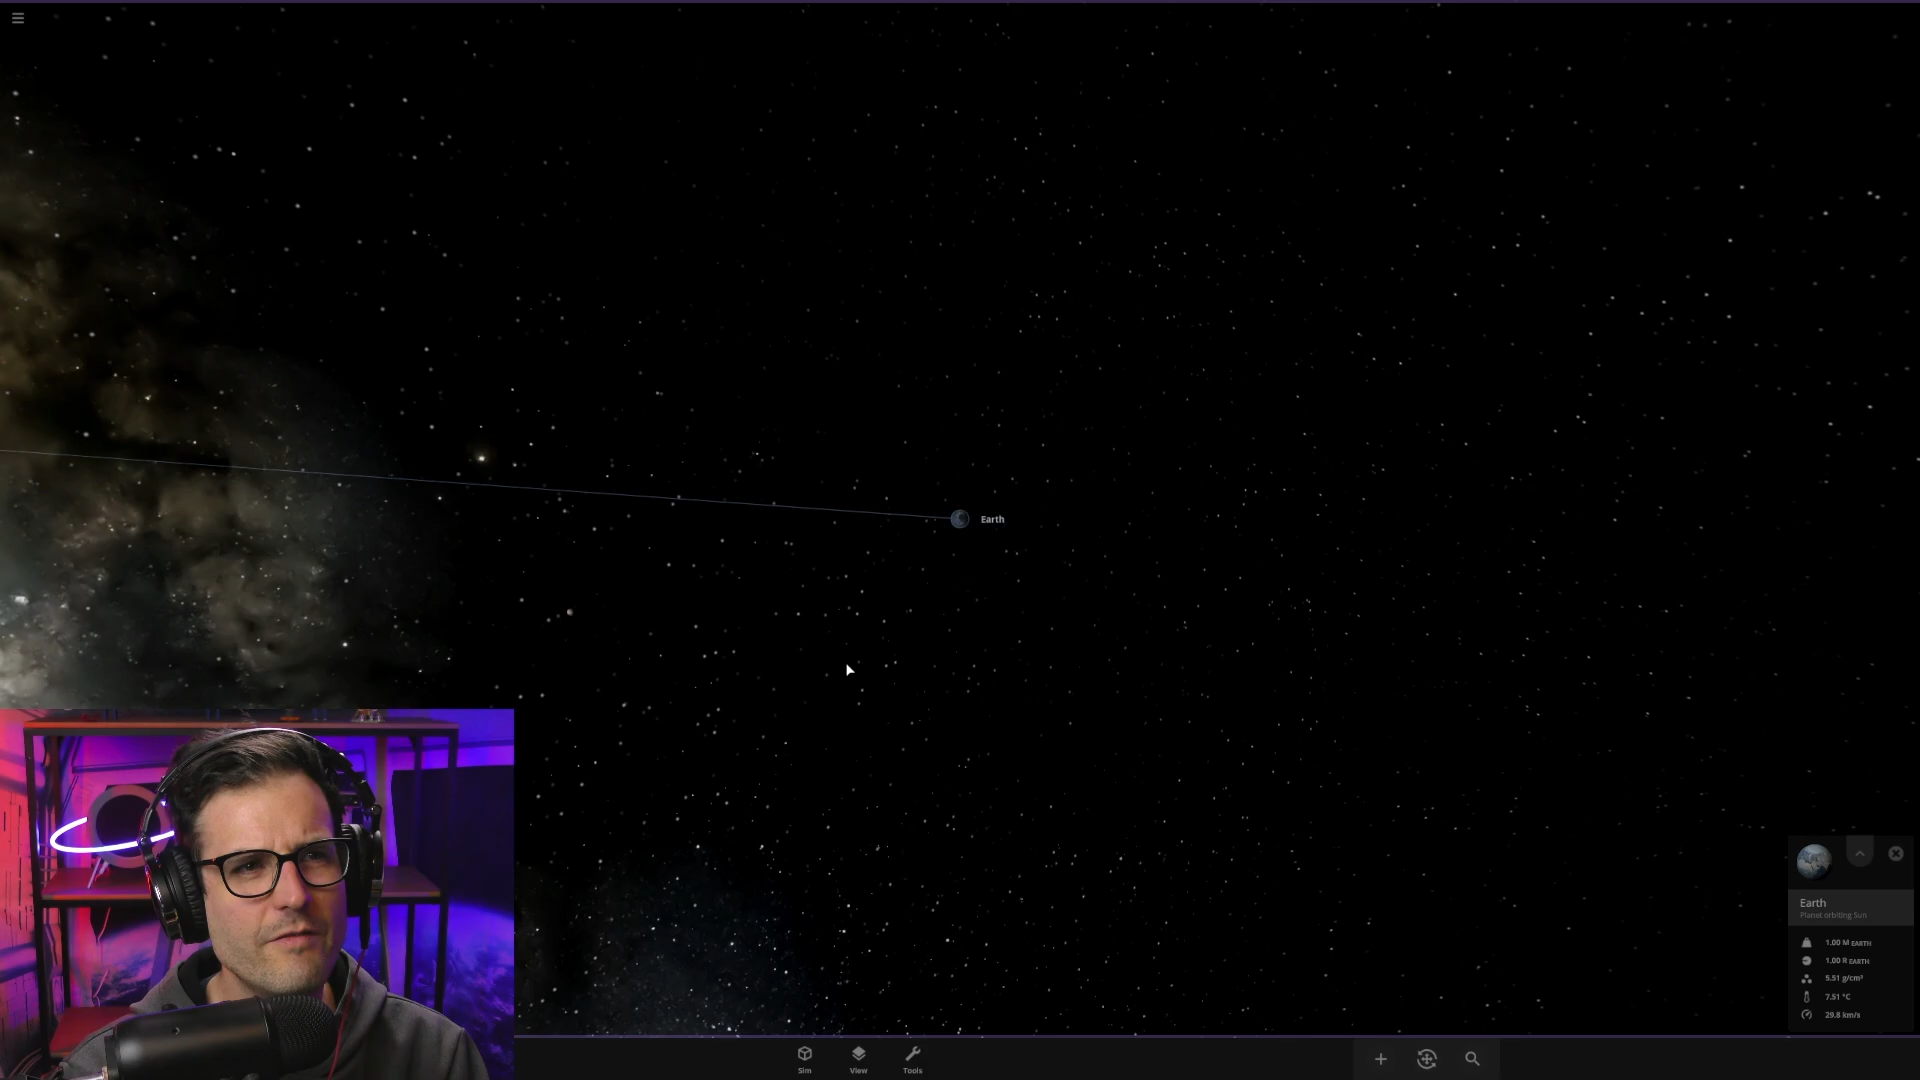 Earth
Earth
Planet orbiting Sun
1.00 M EARTH
1.00 R EARTH
5.51 g/cm³
7.51 °C
29.8 km/s
Sim
View
Tools